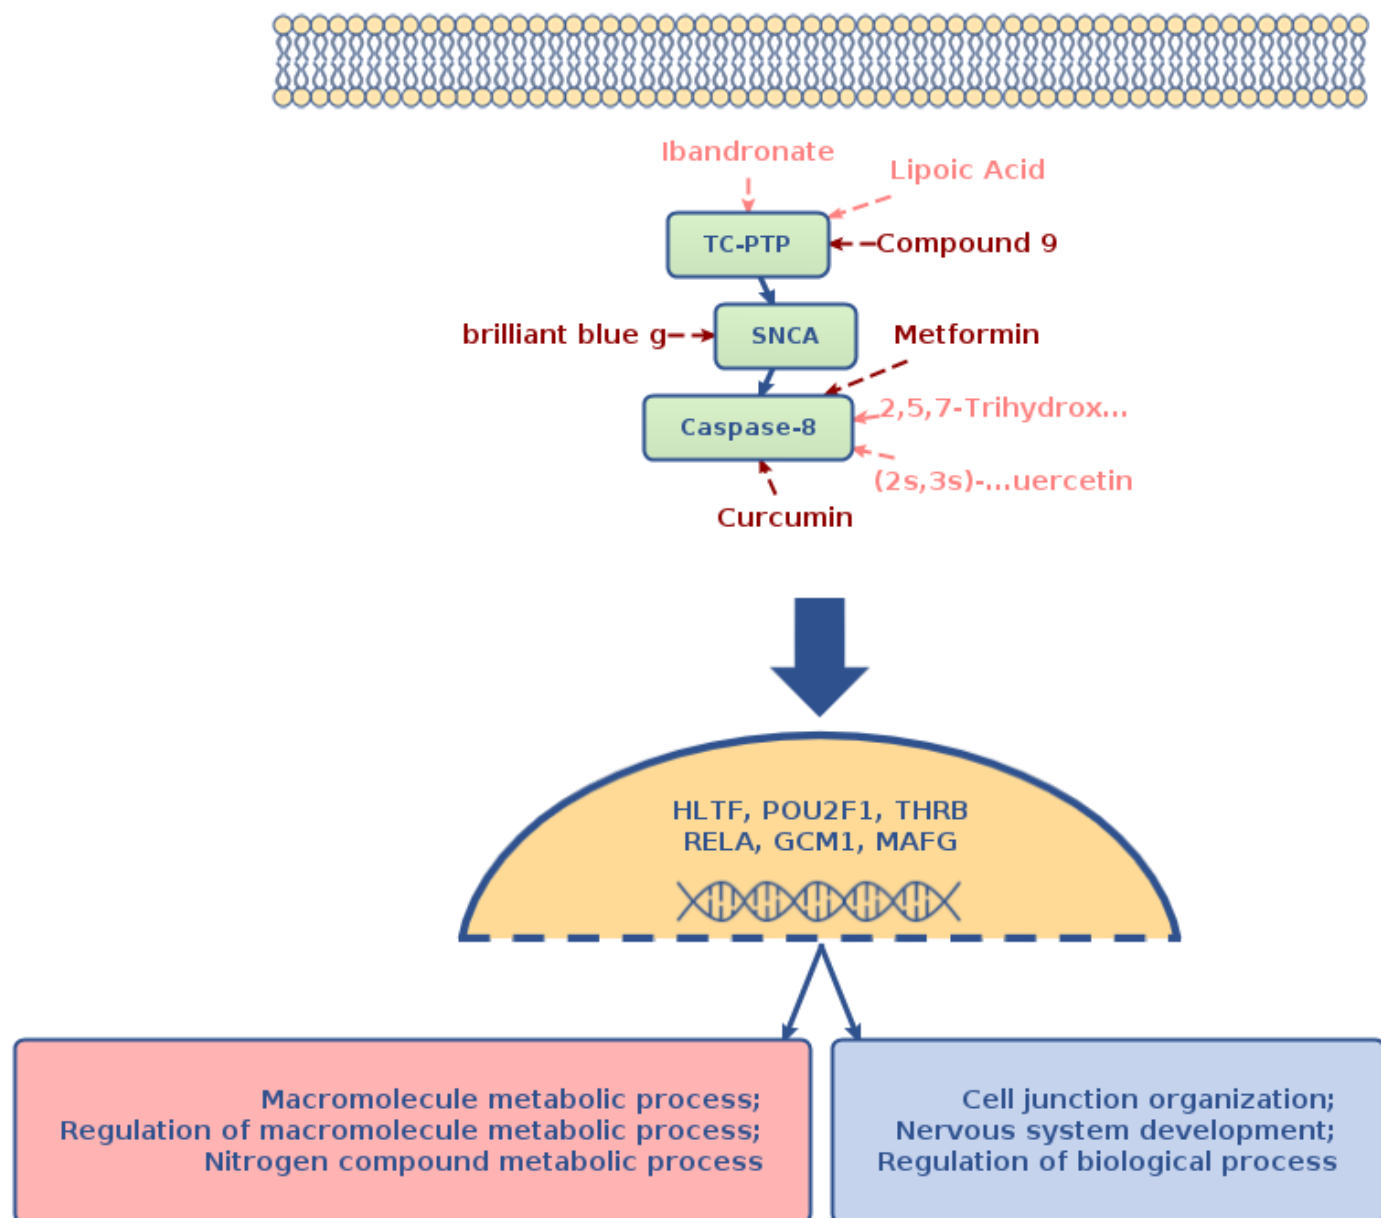 Ibandronate
Lipoic Acid
TC-PTP
Compound 9
brilliant blue g
SNCA
Metformin
2,5,7-Trihydrox...
Caspase-8
(2s,3s)-...uercetin
Curcumin
HLTF, POU2F1, THRB
RELA, GCM1, MAFG
Macromolecule metabolic process;
Regulation of macromolecule metabolic process;
Nitrogen compound metabolic process
Cell junction organization;
Nervous system development;
Regulation of biological process